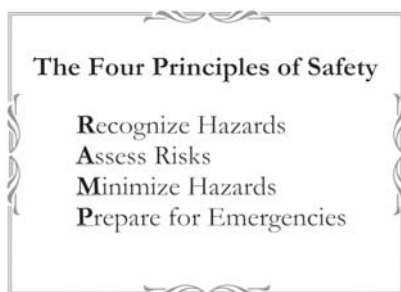 The Four Principles of Safety
Recognize Hazards
Assess Risks
Minimize Hazards
Prepare for Emergencies